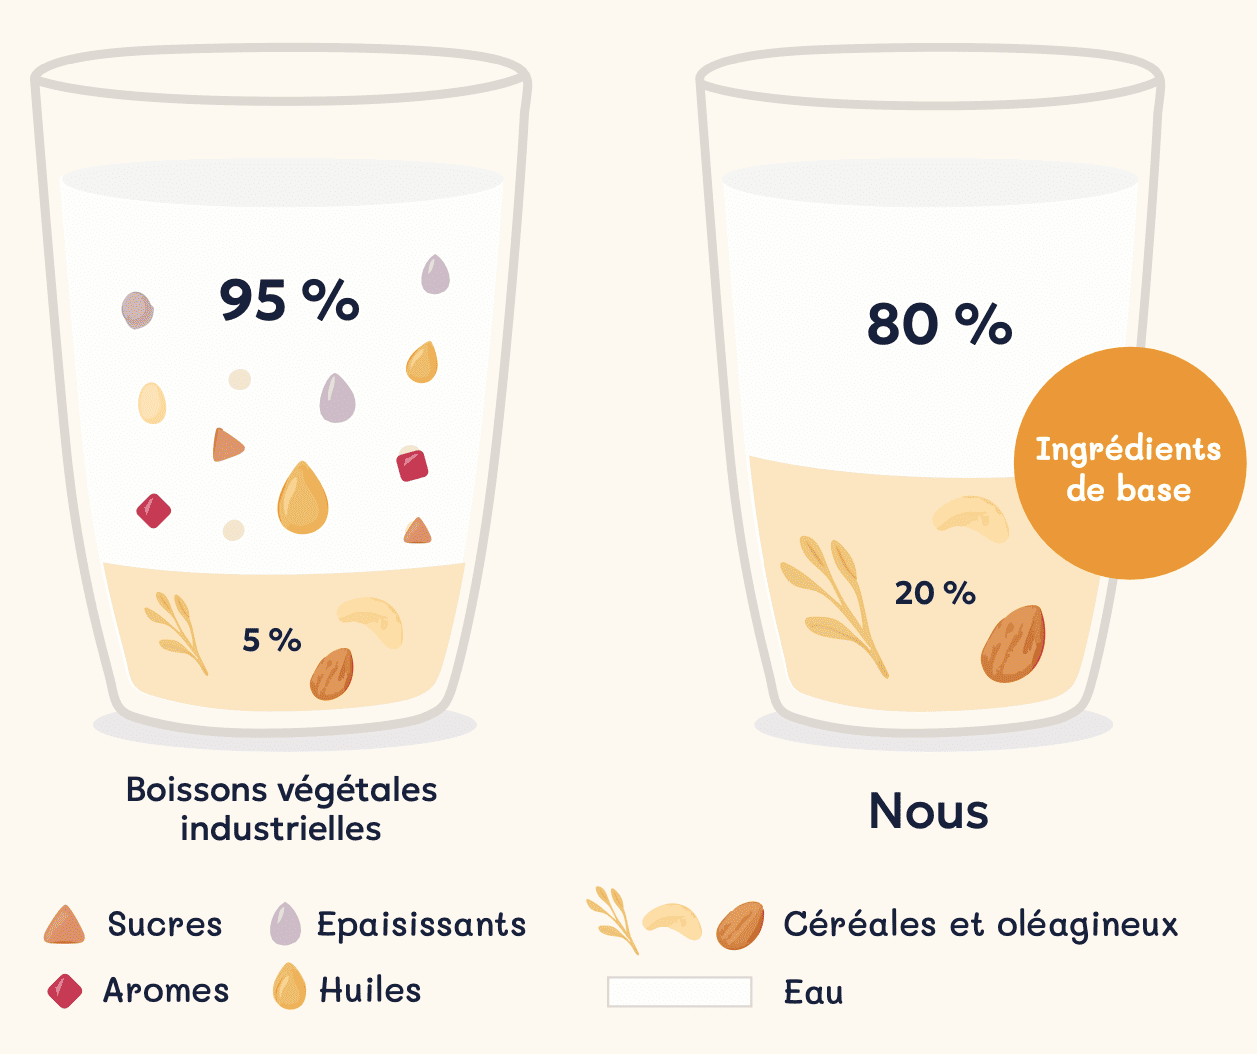 95 %
5 %
80 %
20 %
Ingrédients
de base
Boissons végétales
industrielles
Nous
Sucres
Epaisissants
Céréales et oléagineux
Aromes
Huiles
Eau